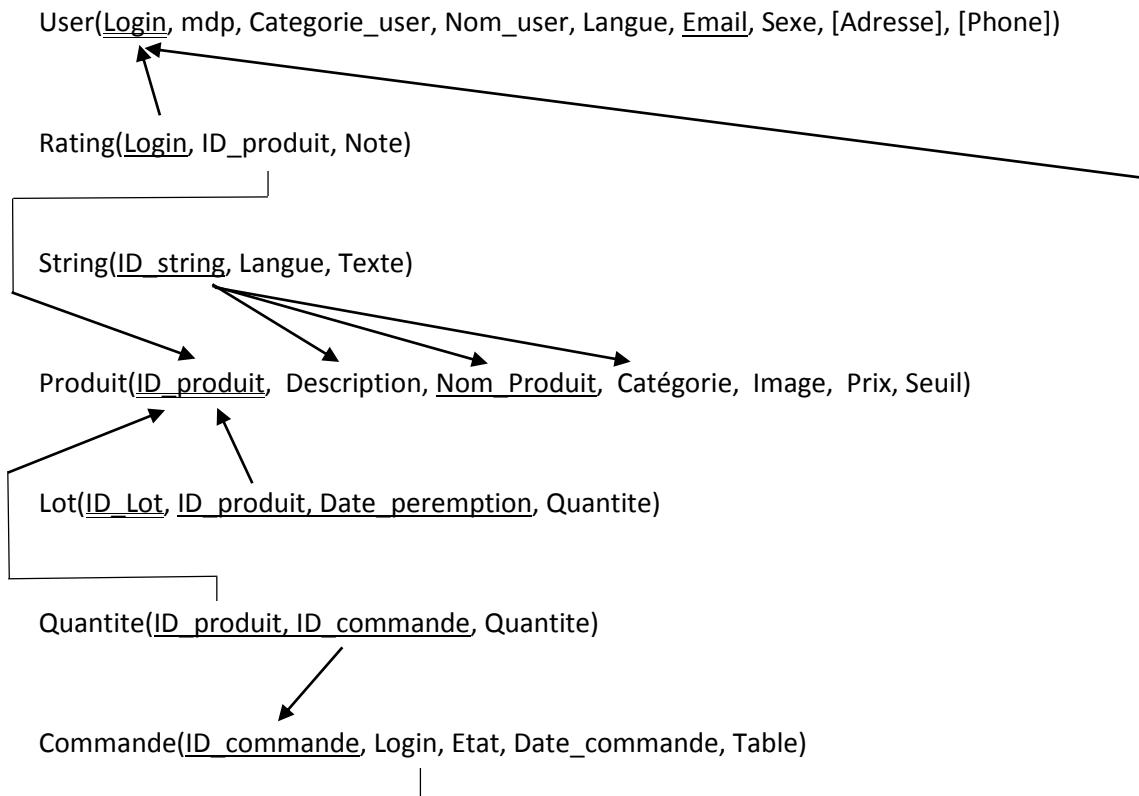 User(Login, mdp, Categorie_user, Nom_user, Langue, Email, Sexe, [Adresse], [Phone])
Rating(Login, ID_produit, Note)
String(ID_string, Langue, Texte)
Produit(ID_produit, Description, Nom_Produit, Catégorie, Image, Prix, Seuil)
Lot(ID_Lot, ID_produit, Date_peremption, Quantite)
Quantite(ID_produit, ID_commande, Quantite)
Commande(ID_commande, Login, Etat, Date_commande, Table)